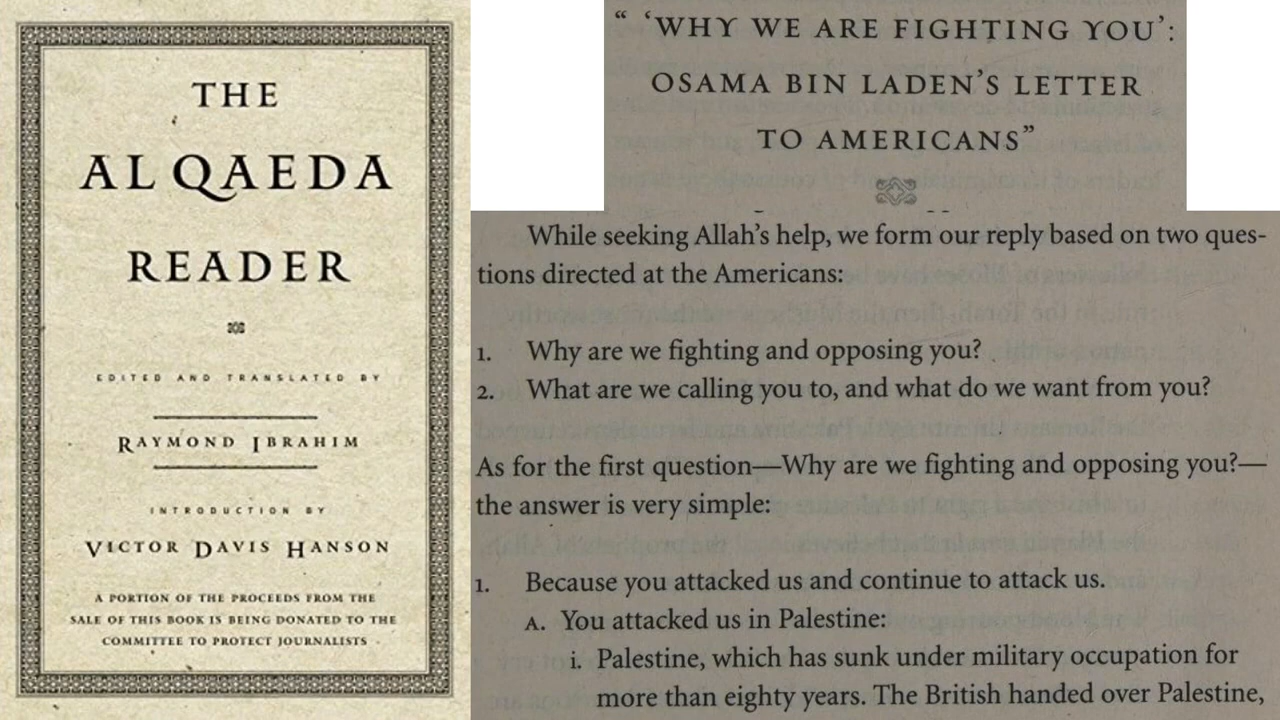 THE
AL QAEDA
READER
EDITED AND TRANSLATED BY
RAYMOND IBRAHIM
INTRODUCTION BY
VICTOR DAVIS HANSON
A PORTION OF THE PROCEEDS FROM THE
SALE OF THIS BOOK IS BEING DONATED TO THE
COMMITTEE TO PROTECT JOURNALISTS
“ ‘WHY WE ARE FIGHTING YOU’:
OSAMA BIN LADEN’S LETTER
TO AMERICANS”
While seeking Allah’s help, we form our reply based on two ques-
tions directed at the Americans:
1. Why are we fighting and opposing you?
2. What are we calling you to, and what do we want from you?
As for the first question—Why are we fighting and opposing you?—
the answer is very simple:
1. Because you attacked us and continue to attack us.
A. You attacked us in Palestine:
i. Palestine, which has sunk under military occupation for
more than eighty years. The British handed over Palestine,